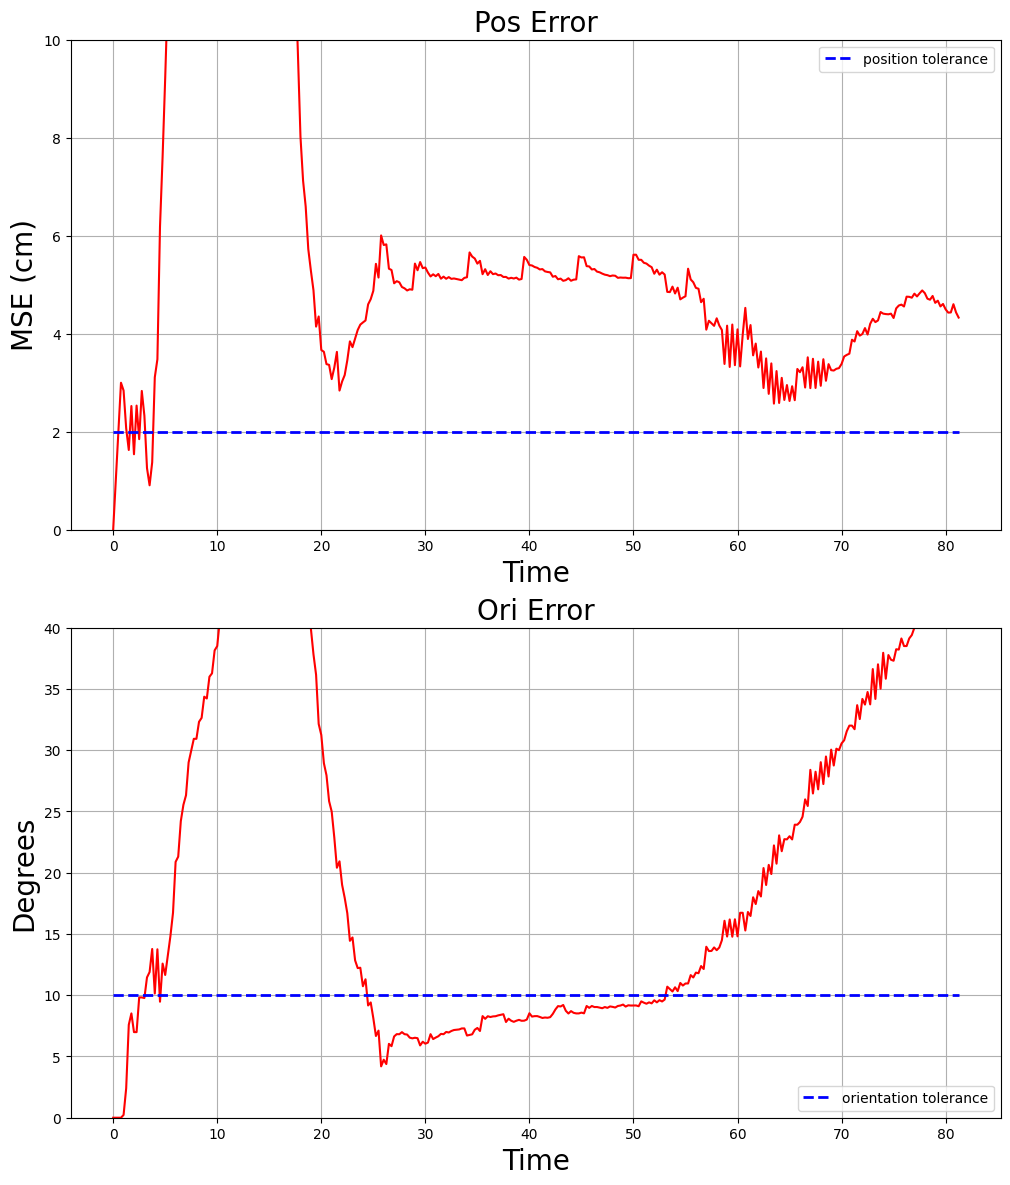 Pos Error
10
8
6
4
2
0
MSE (cm)
position tolerance
0 10 20 30 40 50 60 70 80
Time
Ori Error
40
35
30
25
20
15
10
5
0
Degrees
orientation tolerance
0 10 20 30 40 50 60 70 80
Time